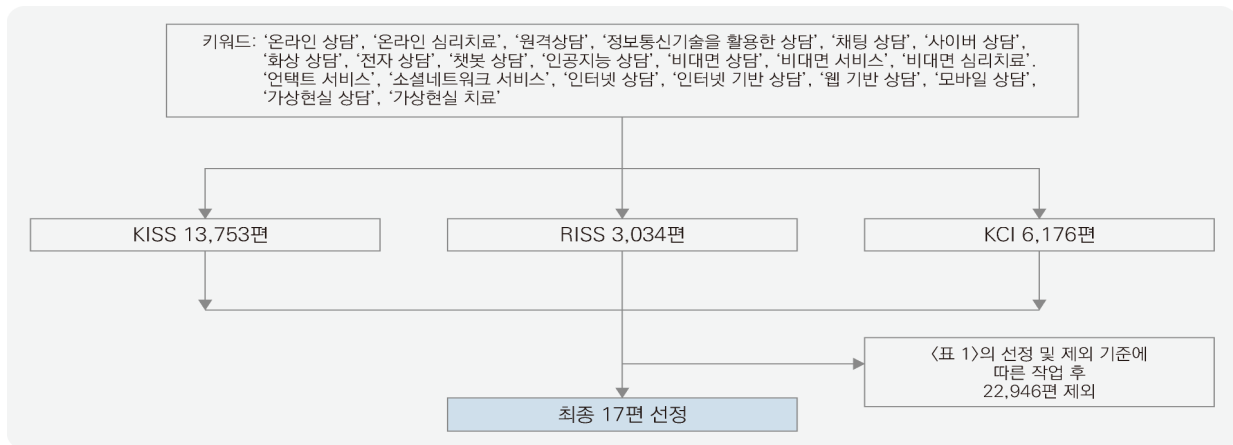 키워드: ‘온라인 상담’, ‘온라인 심리치료’, ‘원격상담’, ‘정보통신기술을 활용한 상담’, ‘채팅 상담’, ‘사이버 상담’,
‘화상 상담’, ‘전자 상담’, ‘챗봇 상담’, ‘인공지능 상담’, ‘비대면 상담’, ‘비대면 서비스’, ‘비대면 심리치료’.
‘언택트 서비스’, ‘소셜네트워크 서비스’, ‘인터넷 상담’, ‘인터넷 기반 상담’, ‘웹 기반 상담’, ‘모바일 상담’,
‘가상현실 상담’, ‘가상현실 치료’
KISS 13,753편
RISS 3,034편
KCI 6,176편
〈표 1〉의 선정 및 제외 기준에
따른 작업 후
22,946편 제외
최종 17편 선정